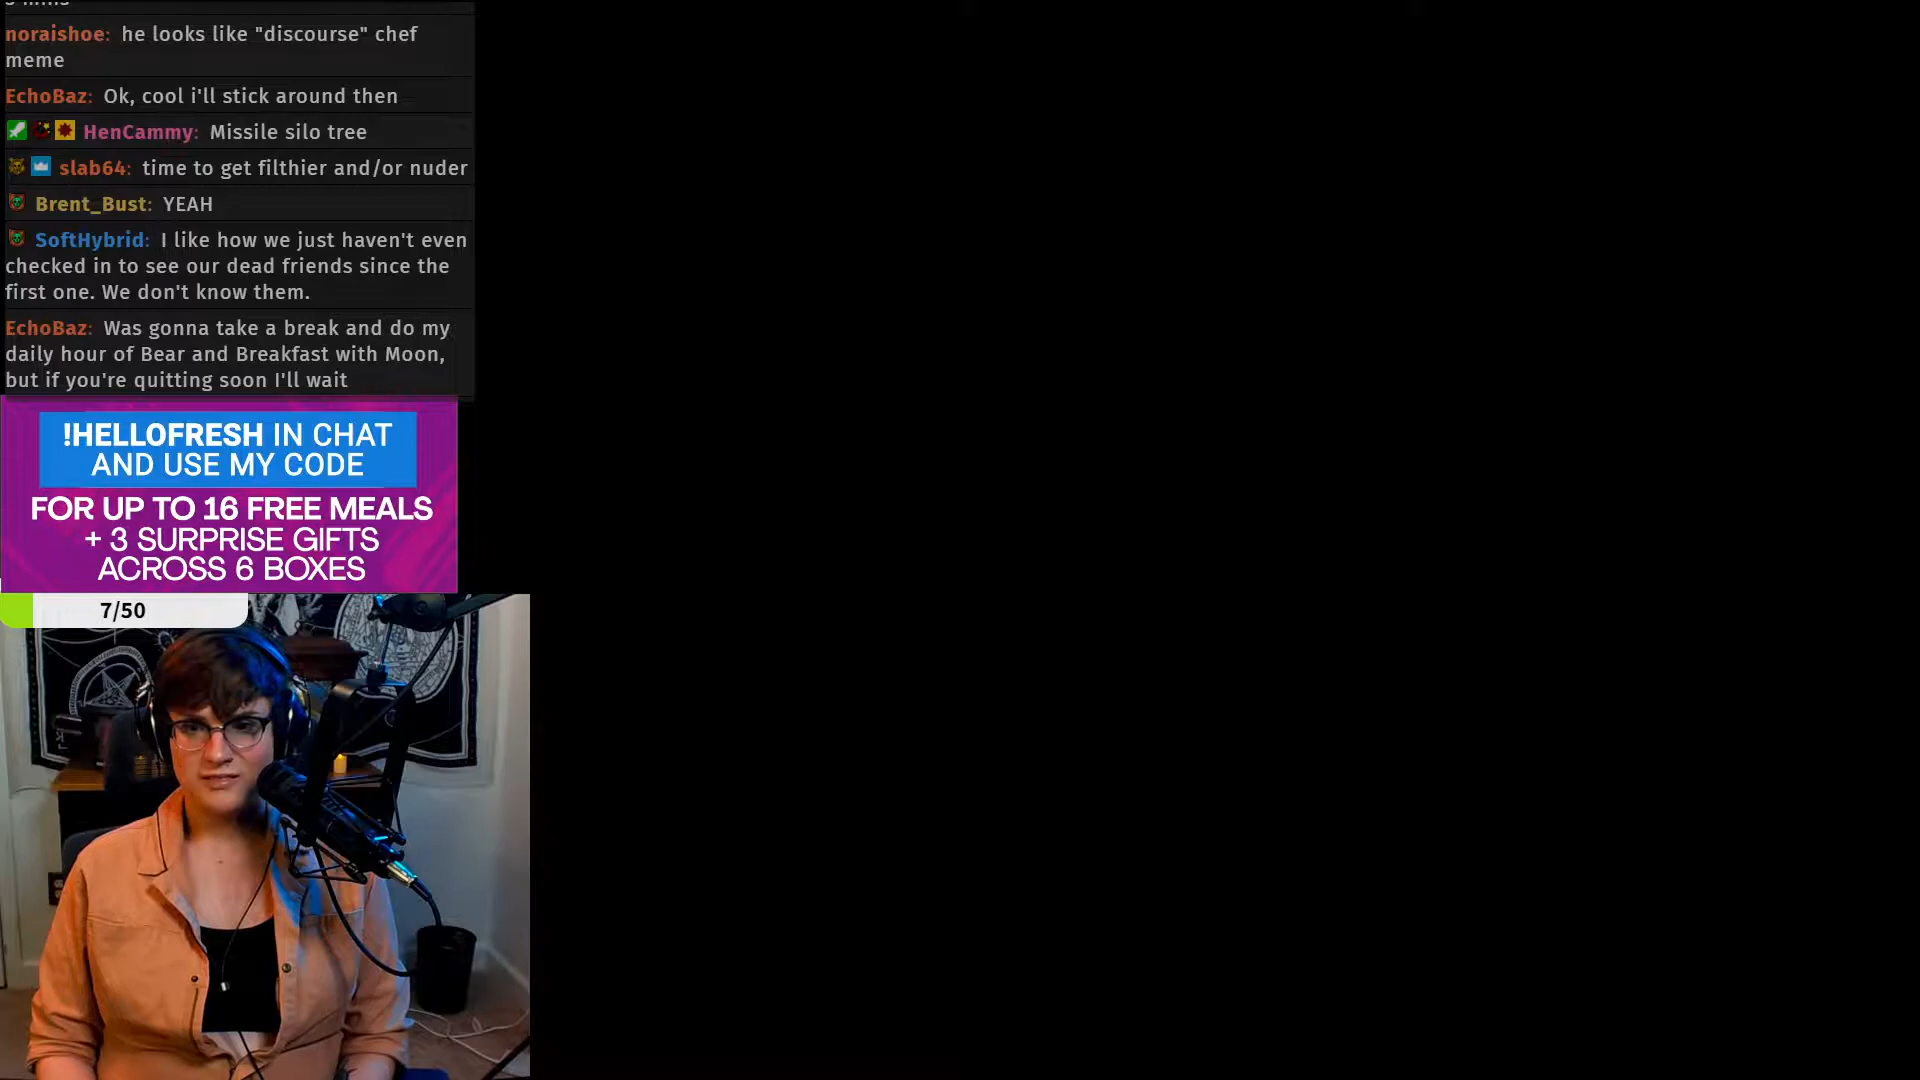 noraishoe: he looks like "discourse" chef
meme
EchoBaz: Ok, cool i'll stick around then
HenCammy: Missile silo tree
slab64: time to get filthier and/or nuder
Brent_Bust: YEAH
SoftHybrid: I like how we just haven't even
checked in to see our dead friends since the
first one. We don't know them.
EchoBaz: Was gonna take a break and do my
daily hour of Bear and Breakfast with Moon,
but if you're quitting soon I'll wait
!HELLOFRESH IN CHAT
AND USE MY CODE
FOR UP TO 16 FREE MEALS
+ 3 SURPRISE GIFTS
ACROSS 6 BOXES
7/50